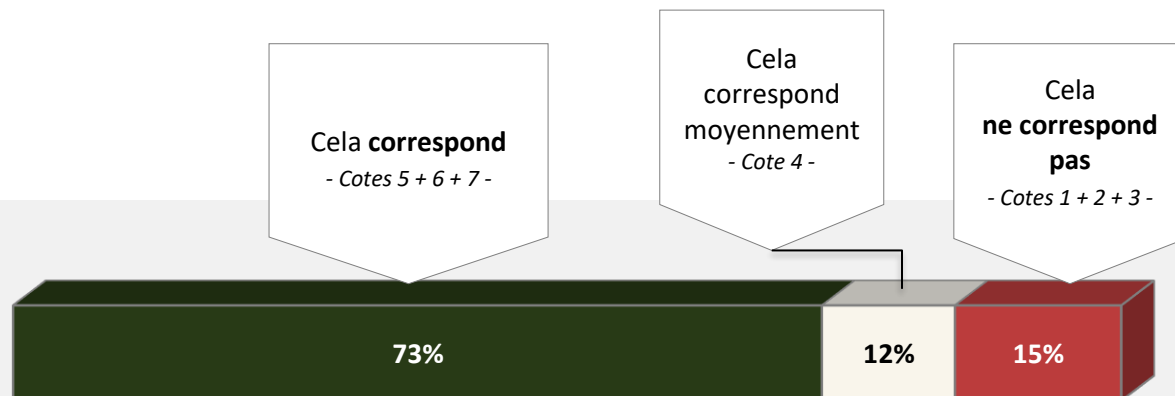 Cela correspond
- Cotes 5 + 6 + 7 -
Cela
correspond
moyennement
- Cote 4 -
Cela
ne correspond
pas
- Cotes 1 + 2 + 3 -
73%
12%
15%